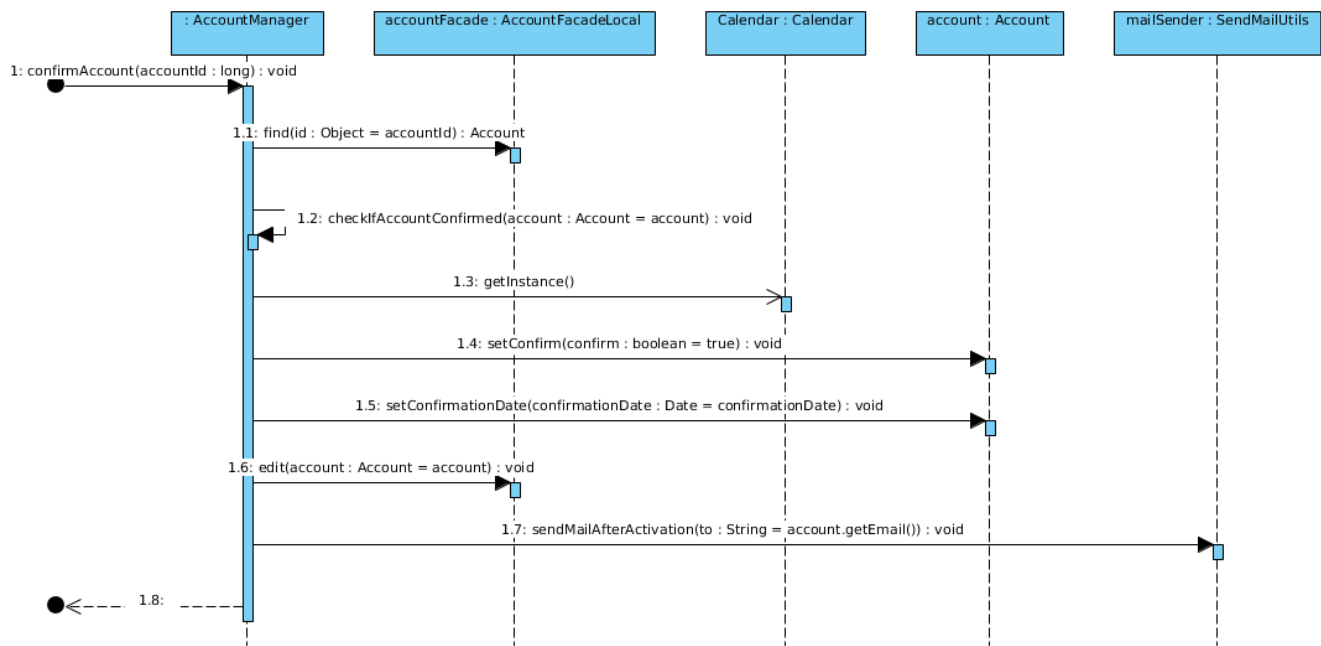 : AccountManager
accountFacade : AccountFacadeLocal
Calendar : Calendar
account : Account
mailSender : SendMailUtils
1: confirmAccount(accountId : long) : void
1.1: find(id : Object = accountId) : Account
1.2: checkIfAccountConfirmed(account : Account = account) : void
1.3: getInstance()
1.4: setConfirm(confirm : boolean = true) : void
1.5: setConfirmationDate(confirmationDate : Date = confirmationDate) : void
1.6: edit(account : Account = account) : void
1.7: sendMailAfterActivation(to : String = account.getEmail()) : void
1.8: